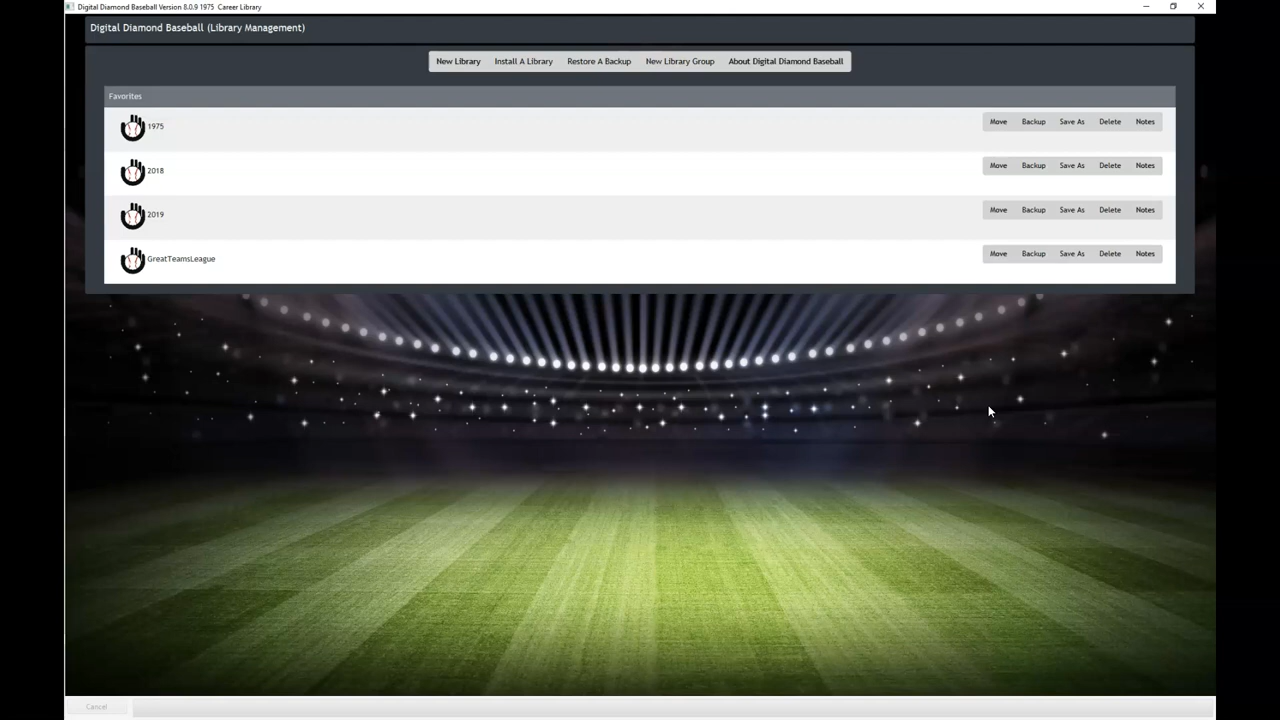 Digital Diamond Baseball Version 8.0.9 1975 Career Library
Digital Diamond Baseball (Library Management)
New Library Install A Library Restore A Backup New Library Group About Digital Diamond Baseball
Favorites
1975 Move Backup Save As Delete Notes
2018 Move Backup Save As Delete Notes
2019 Move Backup Save As Delete Notes
GreatTeamsLeague Move Backup Save As Delete Notes
Cancel